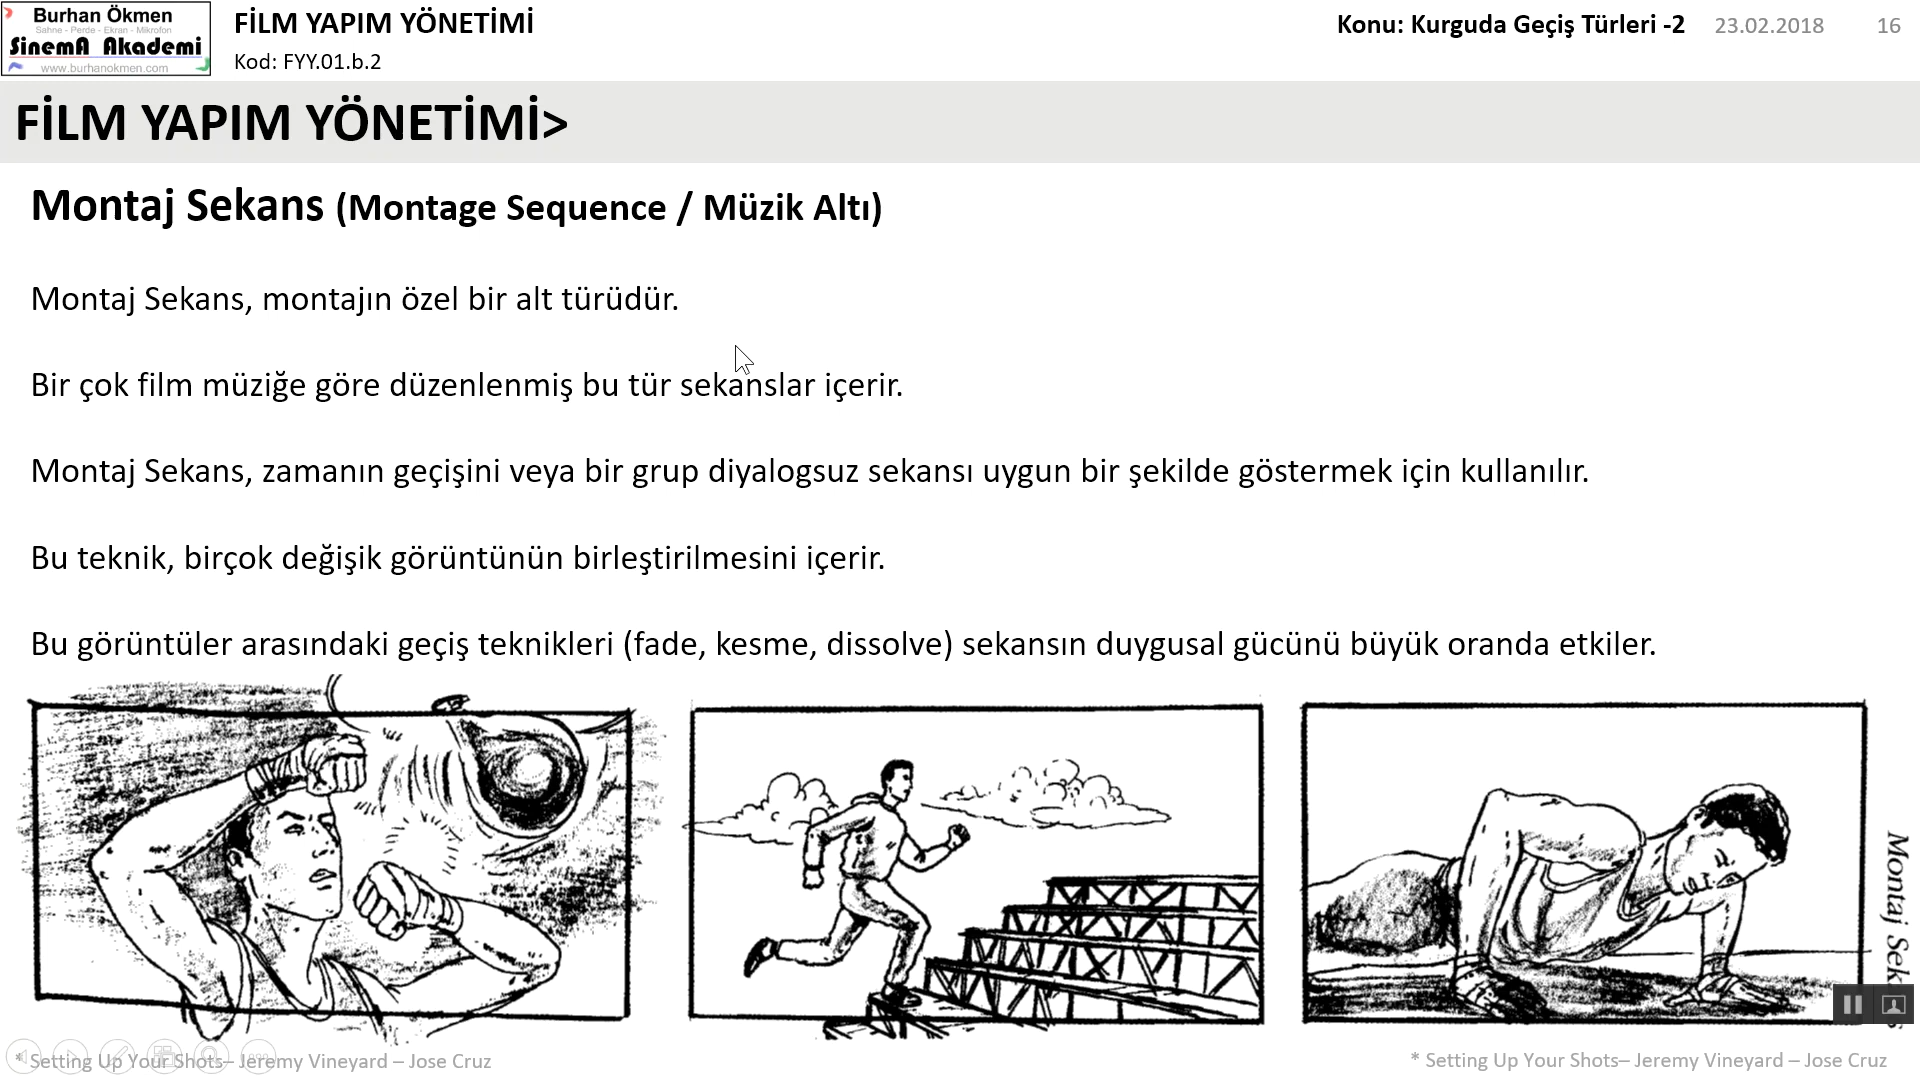 Burhan Ökmen
Sahne - Perde - Ekran - Mikrofon
SinemA Akademi
www.burhanokmen.com
FİLM YAPIM YÖNETİMİ
Kod: FYY.01.b.2
Konu: Kurguda Geçiş Türleri -2
23.02.2018
16
FİLM YAPIM YÖNETİMİ>
Montaj Sekans (Montage Sequence / Müzik Altı)
Montaj Sekans, montajın özel bir alt türüdür.
Bir çok film müziğe göre düzenlenmiş bu tür sekanslar içerir.
Montaj Sekans, zamanın geçişini veya bir grup diyalogsuz sekansı uygun bir şekilde göstermek için kullanılır.
Bu teknik, birçok değişik görüntünün birleştirilmesini içerir.
Bu görüntüler arasındaki geçiş teknikleri (fade, kesme, dissolve) sekansın duygusal gücünü büyük oranda etkiler.
Montaj
* Setting Up Your Shots– Jeremy Vineyard – Jose Cruz
* Setting Up Your Shots– Jeremy Vineyard – Jose Cruz